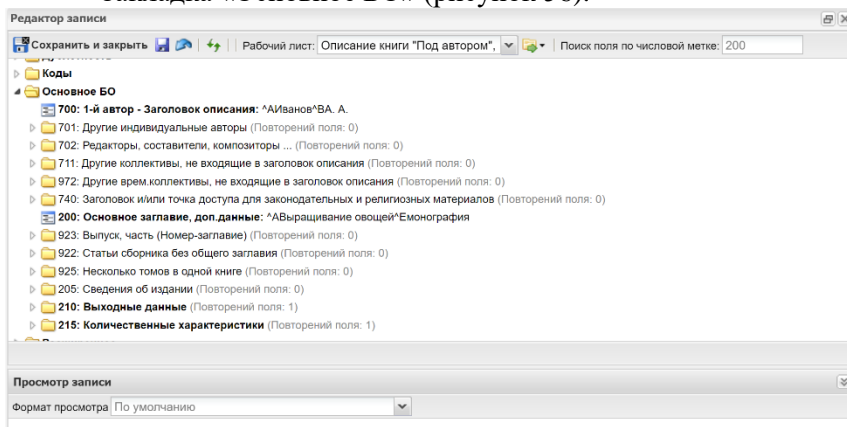 закладка «Основное БО» (рисунок 36).
Редактор записи
Сохранить и закрыть Рабочий лист: Описание книги "Под автором", Поиск поля по числовой метке: 200
Коды
Основное БО
700: 1-й автор - Заголовок описания: ^AИванов^BА. А.
701: Другие индивидуальные авторы (Повторений поля: 0)
702: Редакторы, составители, композиторы ... (Повторений поля: 0)
711: Другие коллективы, не входящие в заголовок описания (Повторений поля: 0)
972: Другие врем.коллективы, не входящие в заголовок описания (Повторений поля: 0)
740: Заголовок и/или точка доступа для законодательных и религиозных материалов (Повторений поля: 0)
200: Основное заглавие, доп.данные: ^AВыращивание овощей^Eмонография
923: Выпуск, часть (Номер-заглавие) (Повторений поля: 0)
922: Статьи сборника без общего заглавия (Повторений поля: 0)
925: Несколько томов в одной книге (Повторений поля: 0)
205: Сведения об издании (Повторений поля: 0)
210: Выходные данные (Повторений поля: 1)
215: Количественные характеристики (Повторений поля: 1)
Просмотр записи
Формат просмотра По умолчанию